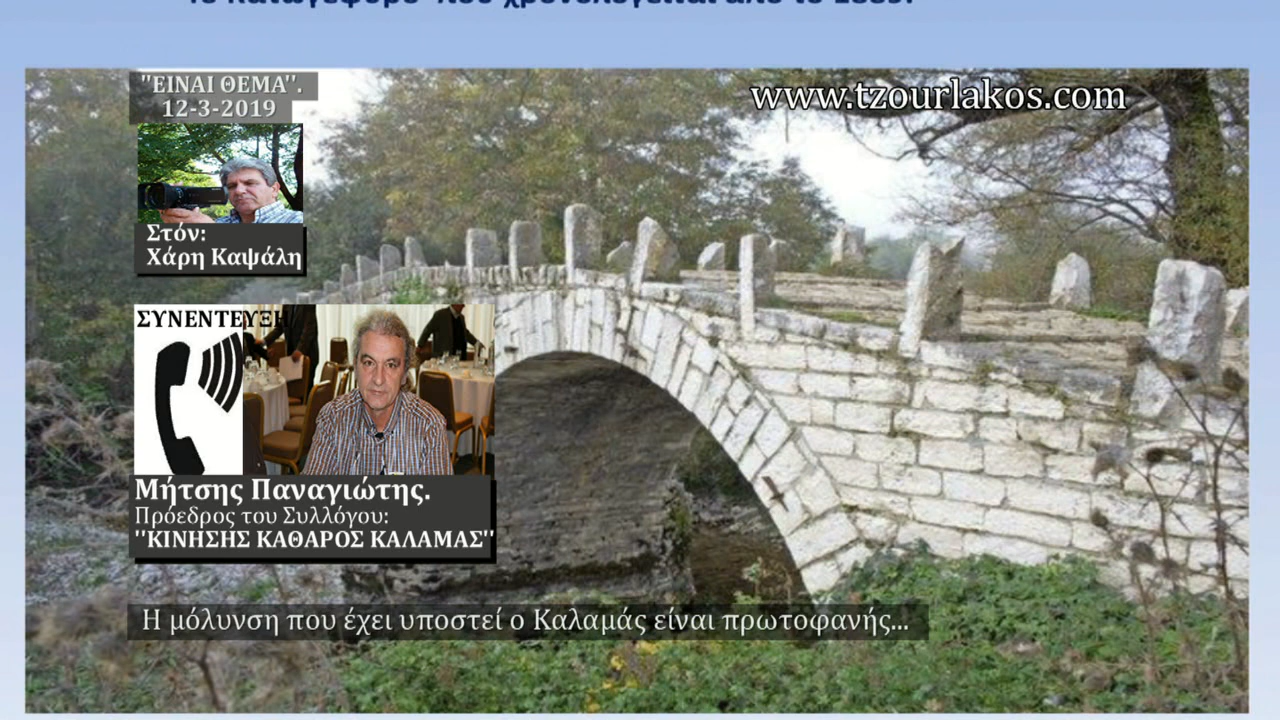 ''ΕΙΝΑΙ ΘΕΜΑ''.
12-3-2019
www.tzourlakos.com
Στόν:
Χάρη Καψάλη
ΣΥΝΕΝΤΕΥΞΗ
Μήτσης Παναγιώτης.
Πρόεδρος του Συλλόγου:
''ΚΙΝΗΣΗΣ ΚΑΘΑΡΟΣ ΚΑΛΑΜΑΣ''
Η μόλυνση που έχει υποστεί ο Καλαμάς είναι πρωτοφανής...